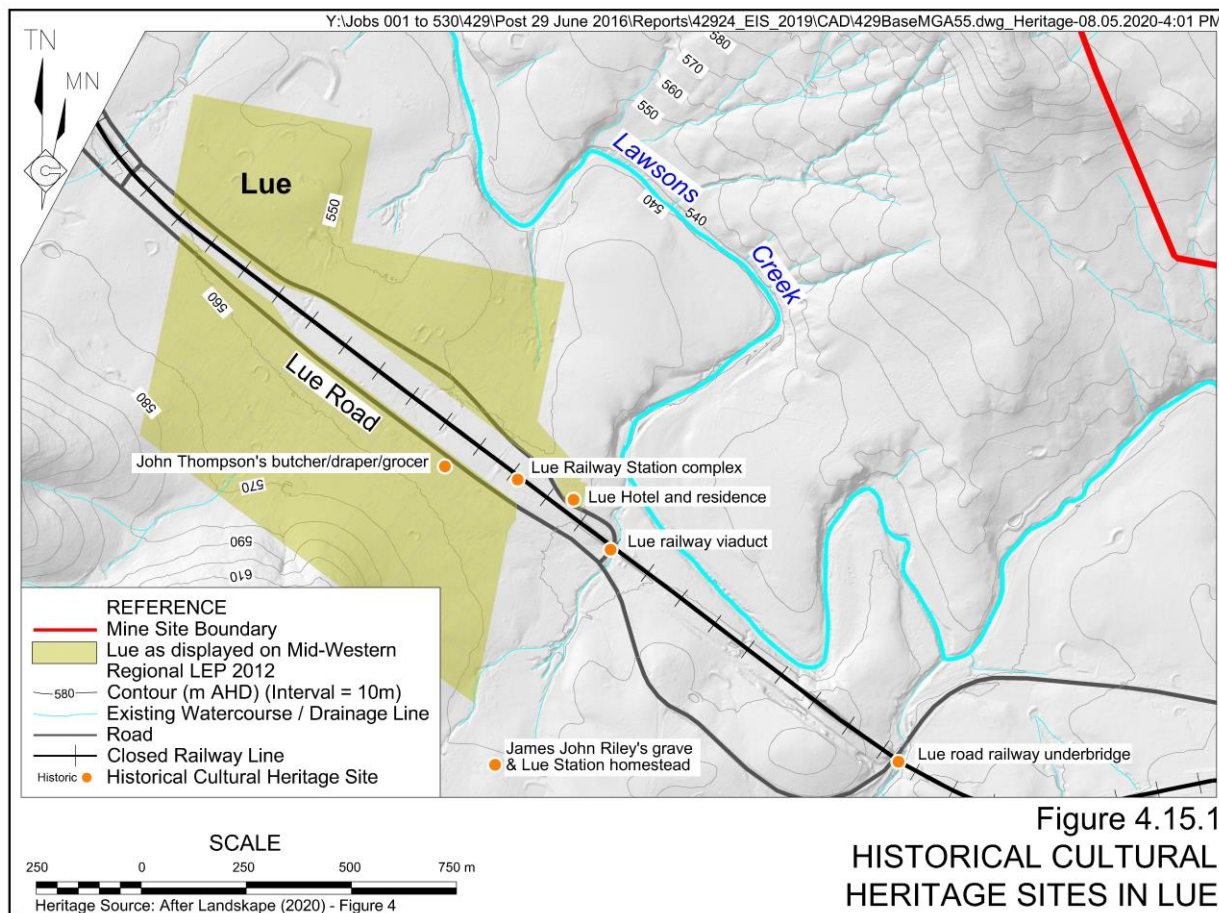 Y:\Jobs 001 to 530\429\Post 29 June 2016\Reports\42924_EIS_2019\CAD\429BaseMGA55.dwg_Heritage-08.05.2020-4:01 PM
TN
MN
580
570
560
550
Lawsons
Creek
540
540
Lue
550
560
Lue Road
580
570
590
610
John Thompson's butcher/draper/grocer
Lue Railway Station complex
Lue Hotel and residence
Lue railway viaduct
James John Riley's grave
& Lue Station homestead
Lue road railway underbridge
REFERENCE
Mine Site Boundary
Lue as displayed on Mid-Western
Regional LEP 2012
580 Contour (m AHD) (Interval = 10m)
Existing Watercourse / Drainage Line
Road
Closed Railway Line
Historic Historical Cultural Heritage Site
SCALE
250 0 250 500 750 m
Heritage Source: After Landskape (2020) - Figure 4
Figure 4.15.1
HISTORICAL CULTURAL
HERITAGE SITES IN LUE